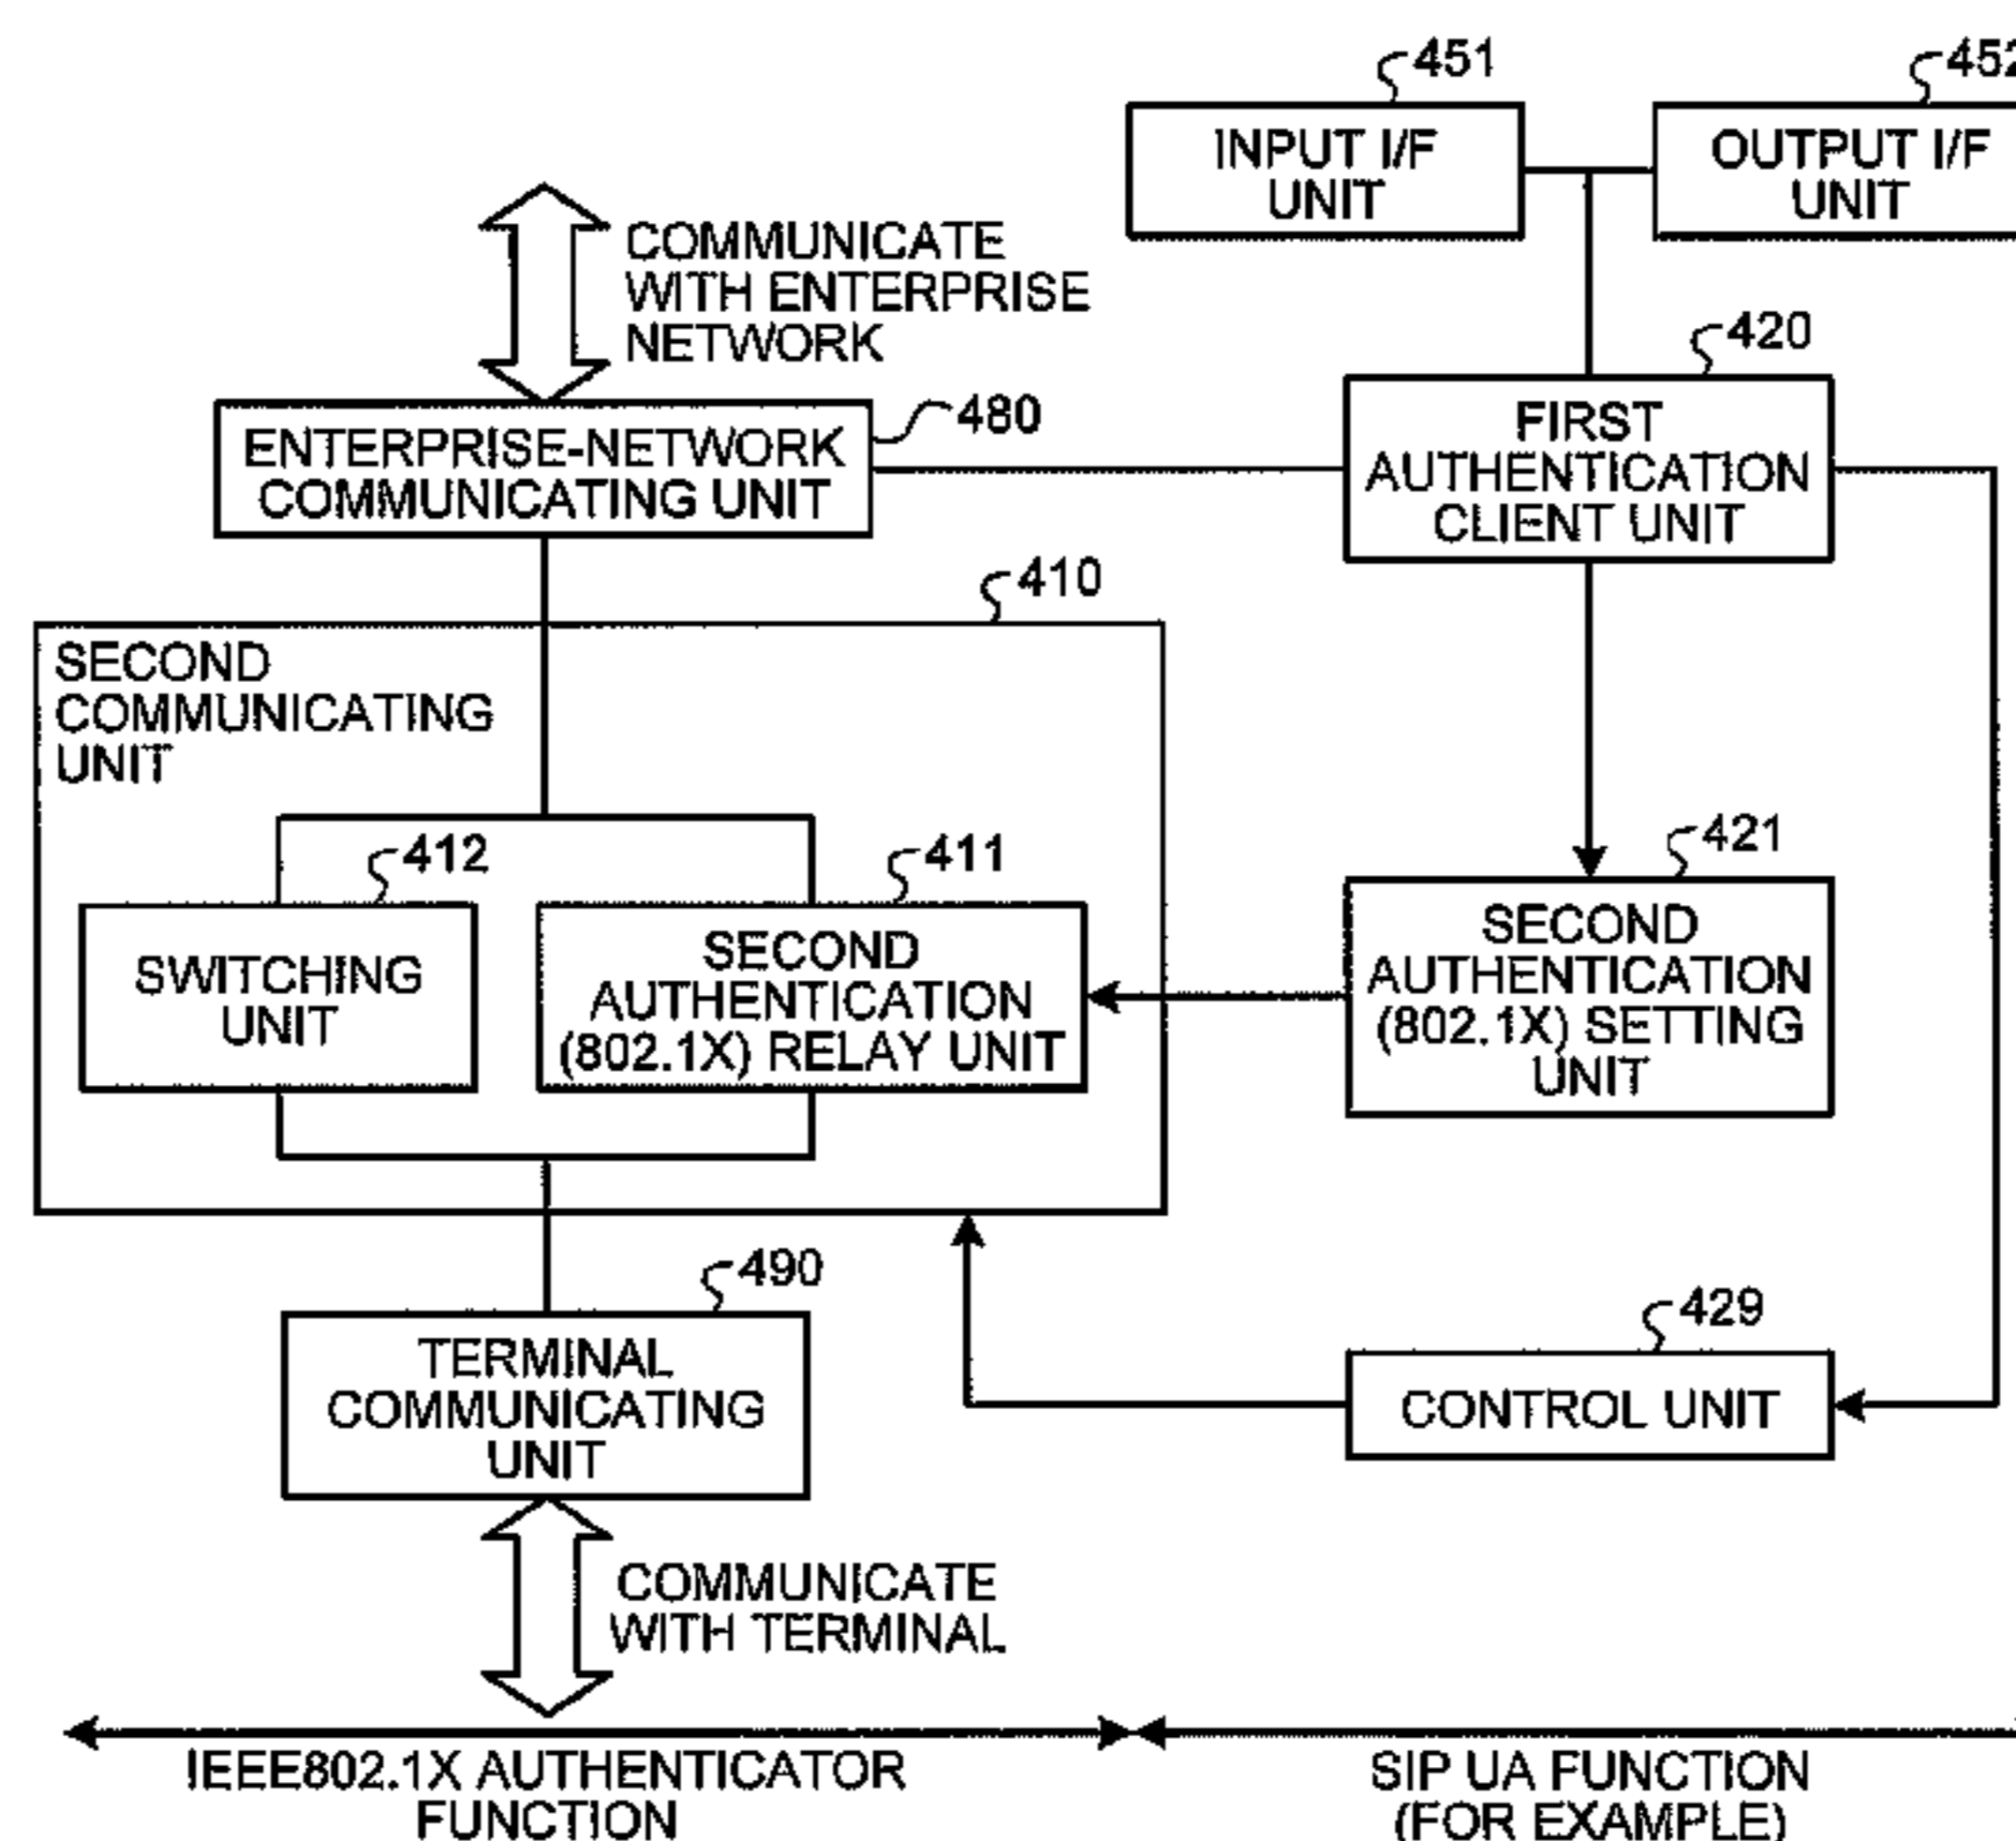 451
INPUT I/F
UNIT
452
OUTPUT I/F
UNIT
COMMUNICATE
WITH ENTERPRISE
NETWORK
480
ENTERPRISE-NETWORK
COMMUNICATING UNIT
420
FIRST
AUTHENTICATION
CLIENT UNIT
410
SECOND
COMMUNICATING
UNIT
412
SWITCHING
UNIT
411
SECOND
AUTHENTICATION
(802.1X) RELAY UNIT
421
SECOND
AUTHENTICATION
(802.1X) SETTING
UNIT
490
TERMINAL
COMMUNICATING
UNIT
429
CONTROL UNIT
COMMUNICATE
WITH TERMINAL
IEEE802.1X AUTHENTICATOR
FUNCTION
SIP UA FUNCTION
(FOR EXAMPLE)